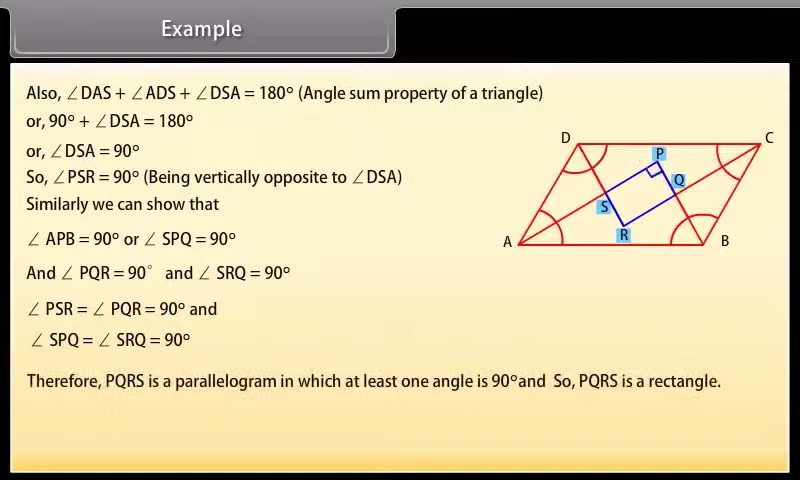 Example
Also, ∠DAS + ∠ADS + ∠DSA = 180° (Angle sum property of a triangle)
or, 90° + ∠DSA = 180°
or, ∠DSA = 90°
So, ∠PSR = 90° (Being vertically opposite to ∠DSA)
Similarly we can show that
∠ APB = 90° or ∠ SPQ = 90°
And ∠ PQR = 90° and ∠ SRQ = 90°
∠ PSR = ∠ PQR = 90° and
∠ SPQ = ∠ SRQ = 90°
Therefore, PQRS is a parallelogram in which at least one angle is 90°and So, PQRS is a rectangle.
D
C
P
Q
S
R
A
B